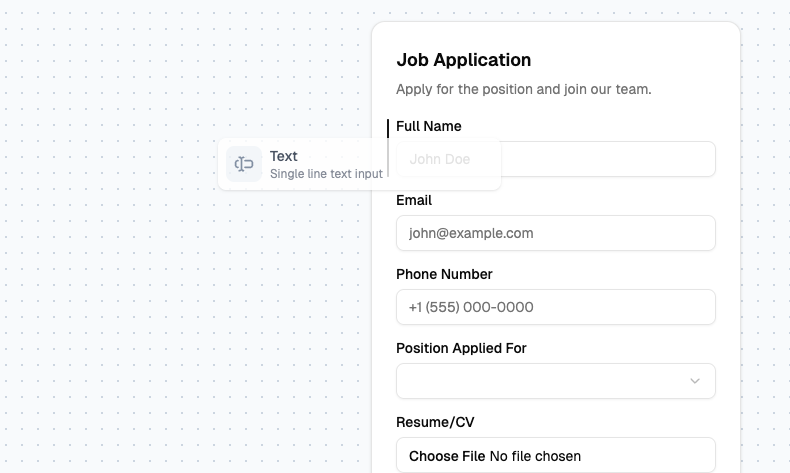 Job Application
Apply for the position and join our team.
Full Name
Text
Single line text input
John Doe
Email
john@example.com
Phone Number
+1 (555) 000-0000
Position Applied For
Resume/CV
Choose File No file chosen